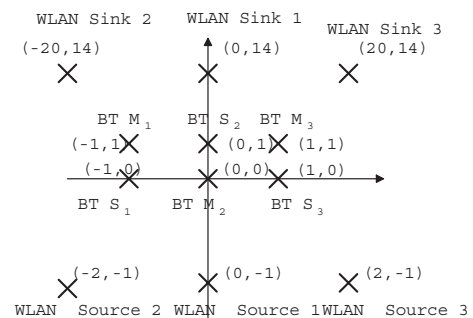 WLAN Sink 2 WLAN Sink 1 WLAN Sink 3
(-20,14) (0,14) (20,14)
BT M1 BT S2 BT M3
(-1,1) (0,1) (1,1)
(-1,0) (0,0) (1,0)
BT S1 BT M2 BT S3
(-2,-1) (0,-1) (2,-1)
WLAN Source 2 WLAN Source 1 WLAN Source 3